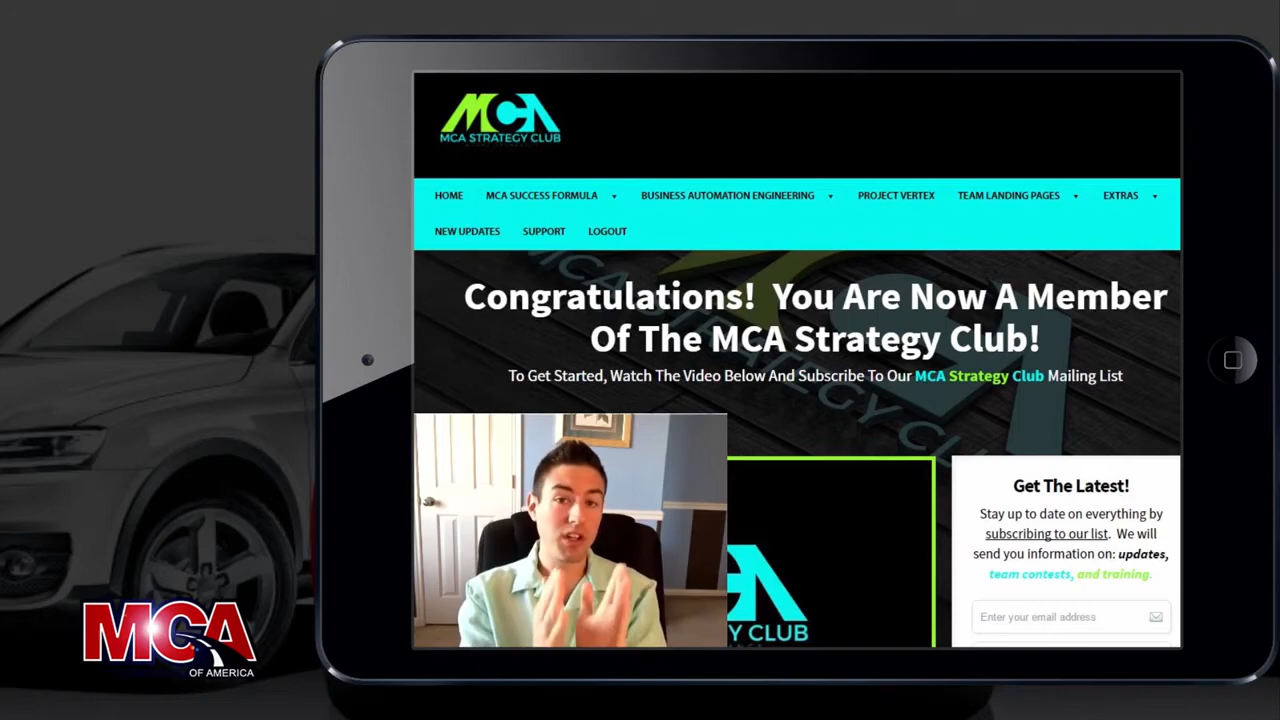 MCA
MCA STRATEGY CLUB
HOME MCA SUCCESS FORMULA BUSINESS AUTOMATION ENGINEERING PROJECT VERTEX TEAM LANDING PAGES EXTRAS
NEW UPDATES SUPPORT LOGOUT
Congratulations! You Are Now A Member
Of The MCA Strategy Club!
To Get Started, Watch The Video Below And Subscribe To Our MCA Strategy Club Mailing List
Get The Latest!
Stay up to date on everything by
subscribing to our list. We will
send you information on: updates,
team contests, and training.
Enter your email address
Y CLUB
MCA
OF AMERICA